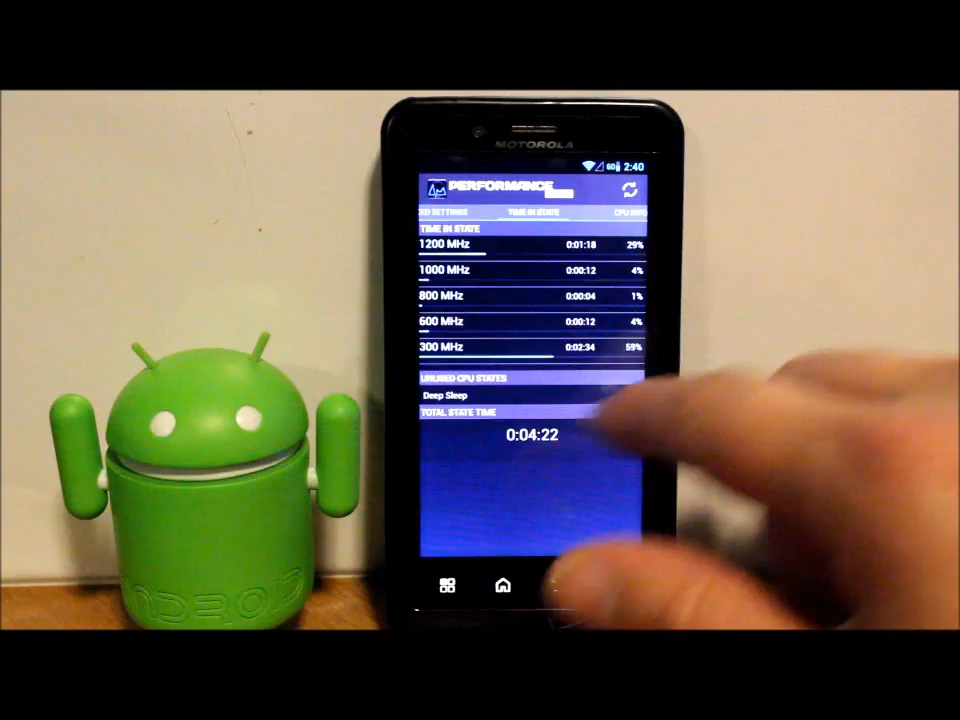 MOTOROLA
60 2:40
PERFORMANCE
ED SETTINGS TIME IN STATE CPU INFO
TIME IN STATE
1200 MHz 0:01:18 29%
1000 MHz 0:00:12 4%
800 MHz 0:00:04 1%
600 MHz 0:00:12 4%
300 MHz 0:02:34 59%
UNUSED CPU STATES
Deep Sleep
TOTAL STATE TIME
0:04:22
ANDROID